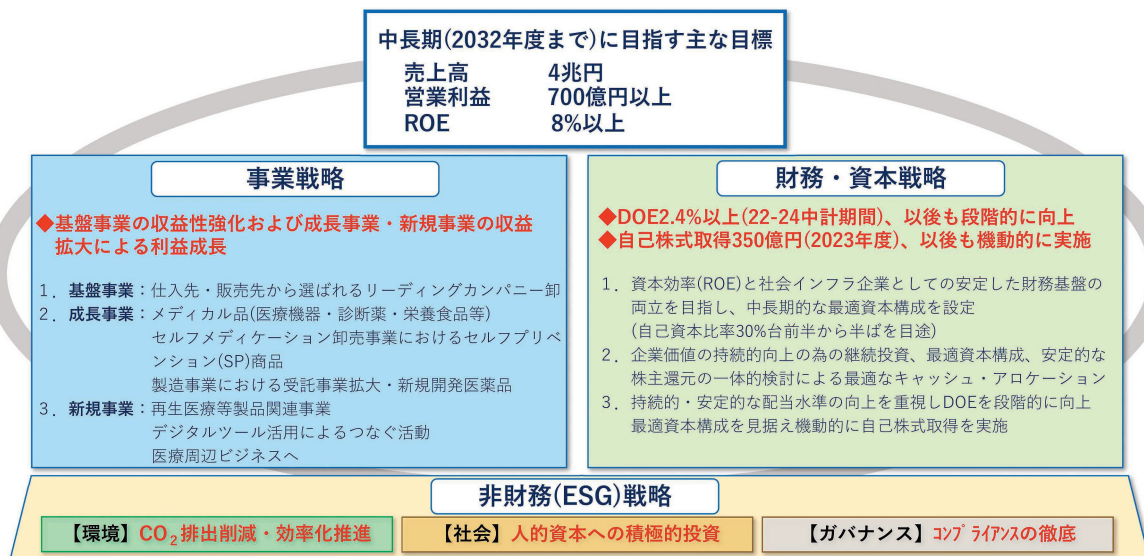 中長期(2032年度まで)に目指す主な目標
売上高 4兆円
営業利益 700億円以上
ROE 8%以上
事業戦略
◆基盤事業の収益性強化および成長事業・新規事業の収益
拡大による利益成長
1. 基盤事業：仕入先・販売先から選ばれるリーディングカンパニー卸
2. 成長事業：メディカル品(医療機器・診断薬・栄養食品等)
セルフメディケーション卸売事業におけるセルフプリベ
ンション(SP)商品
製造事業における受託事業拡大・新規開発医薬品
3. 新規事業：再生医療等製品関連事業
デジタルツール活用によるつなぐ活動
医療周辺ビジネスへ
財務・資本戦略
◆DOE2.4%以上(22-24中計期間)、以後も段階的に向上
◆自己株式取得350億円(2023年度)、以後も機動的に実施
1. 資本効率(ROE)と社会インフラ企業としての安定した財務基盤の
両立を目指し、中長期的な最適資本構成を設定
(自己資本比率30%台前半から半ばを目途)
2. 企業価値の持続的向上の為の継続投資、最適資本構成、安定的な
株主還元の一体的検討による最適なキャッシュ・アロケーション
3. 持続的・安定的な配当水準の向上を重視しDOEを段階的に向上
最適資本構成を見据え機動的に自己株式取得を実施
非財務(ESG)戦略
【環境】CO₂排出削減・効率化推進
【社会】人的資本への積極的投資
【ガバナンス】ｺﾝﾌﾟﾗｲｱﾝｽの徹底